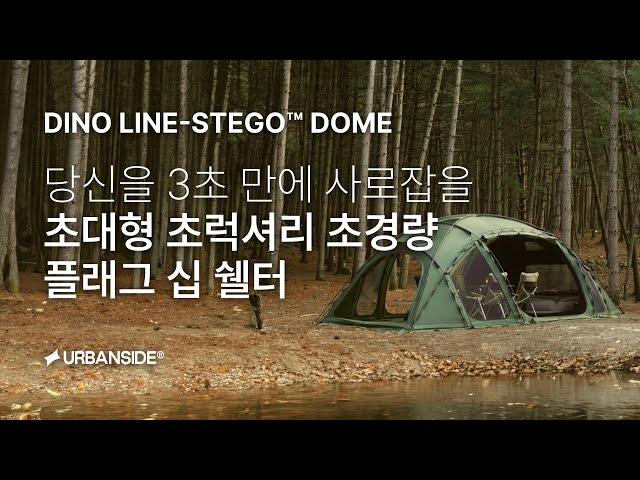 DINO LINE-STEGO™ DOME
당신을 3초 만에 사로잡을
초대형 초럭셔리 초경량
플래그 십 쉘터
URBANSIDE®